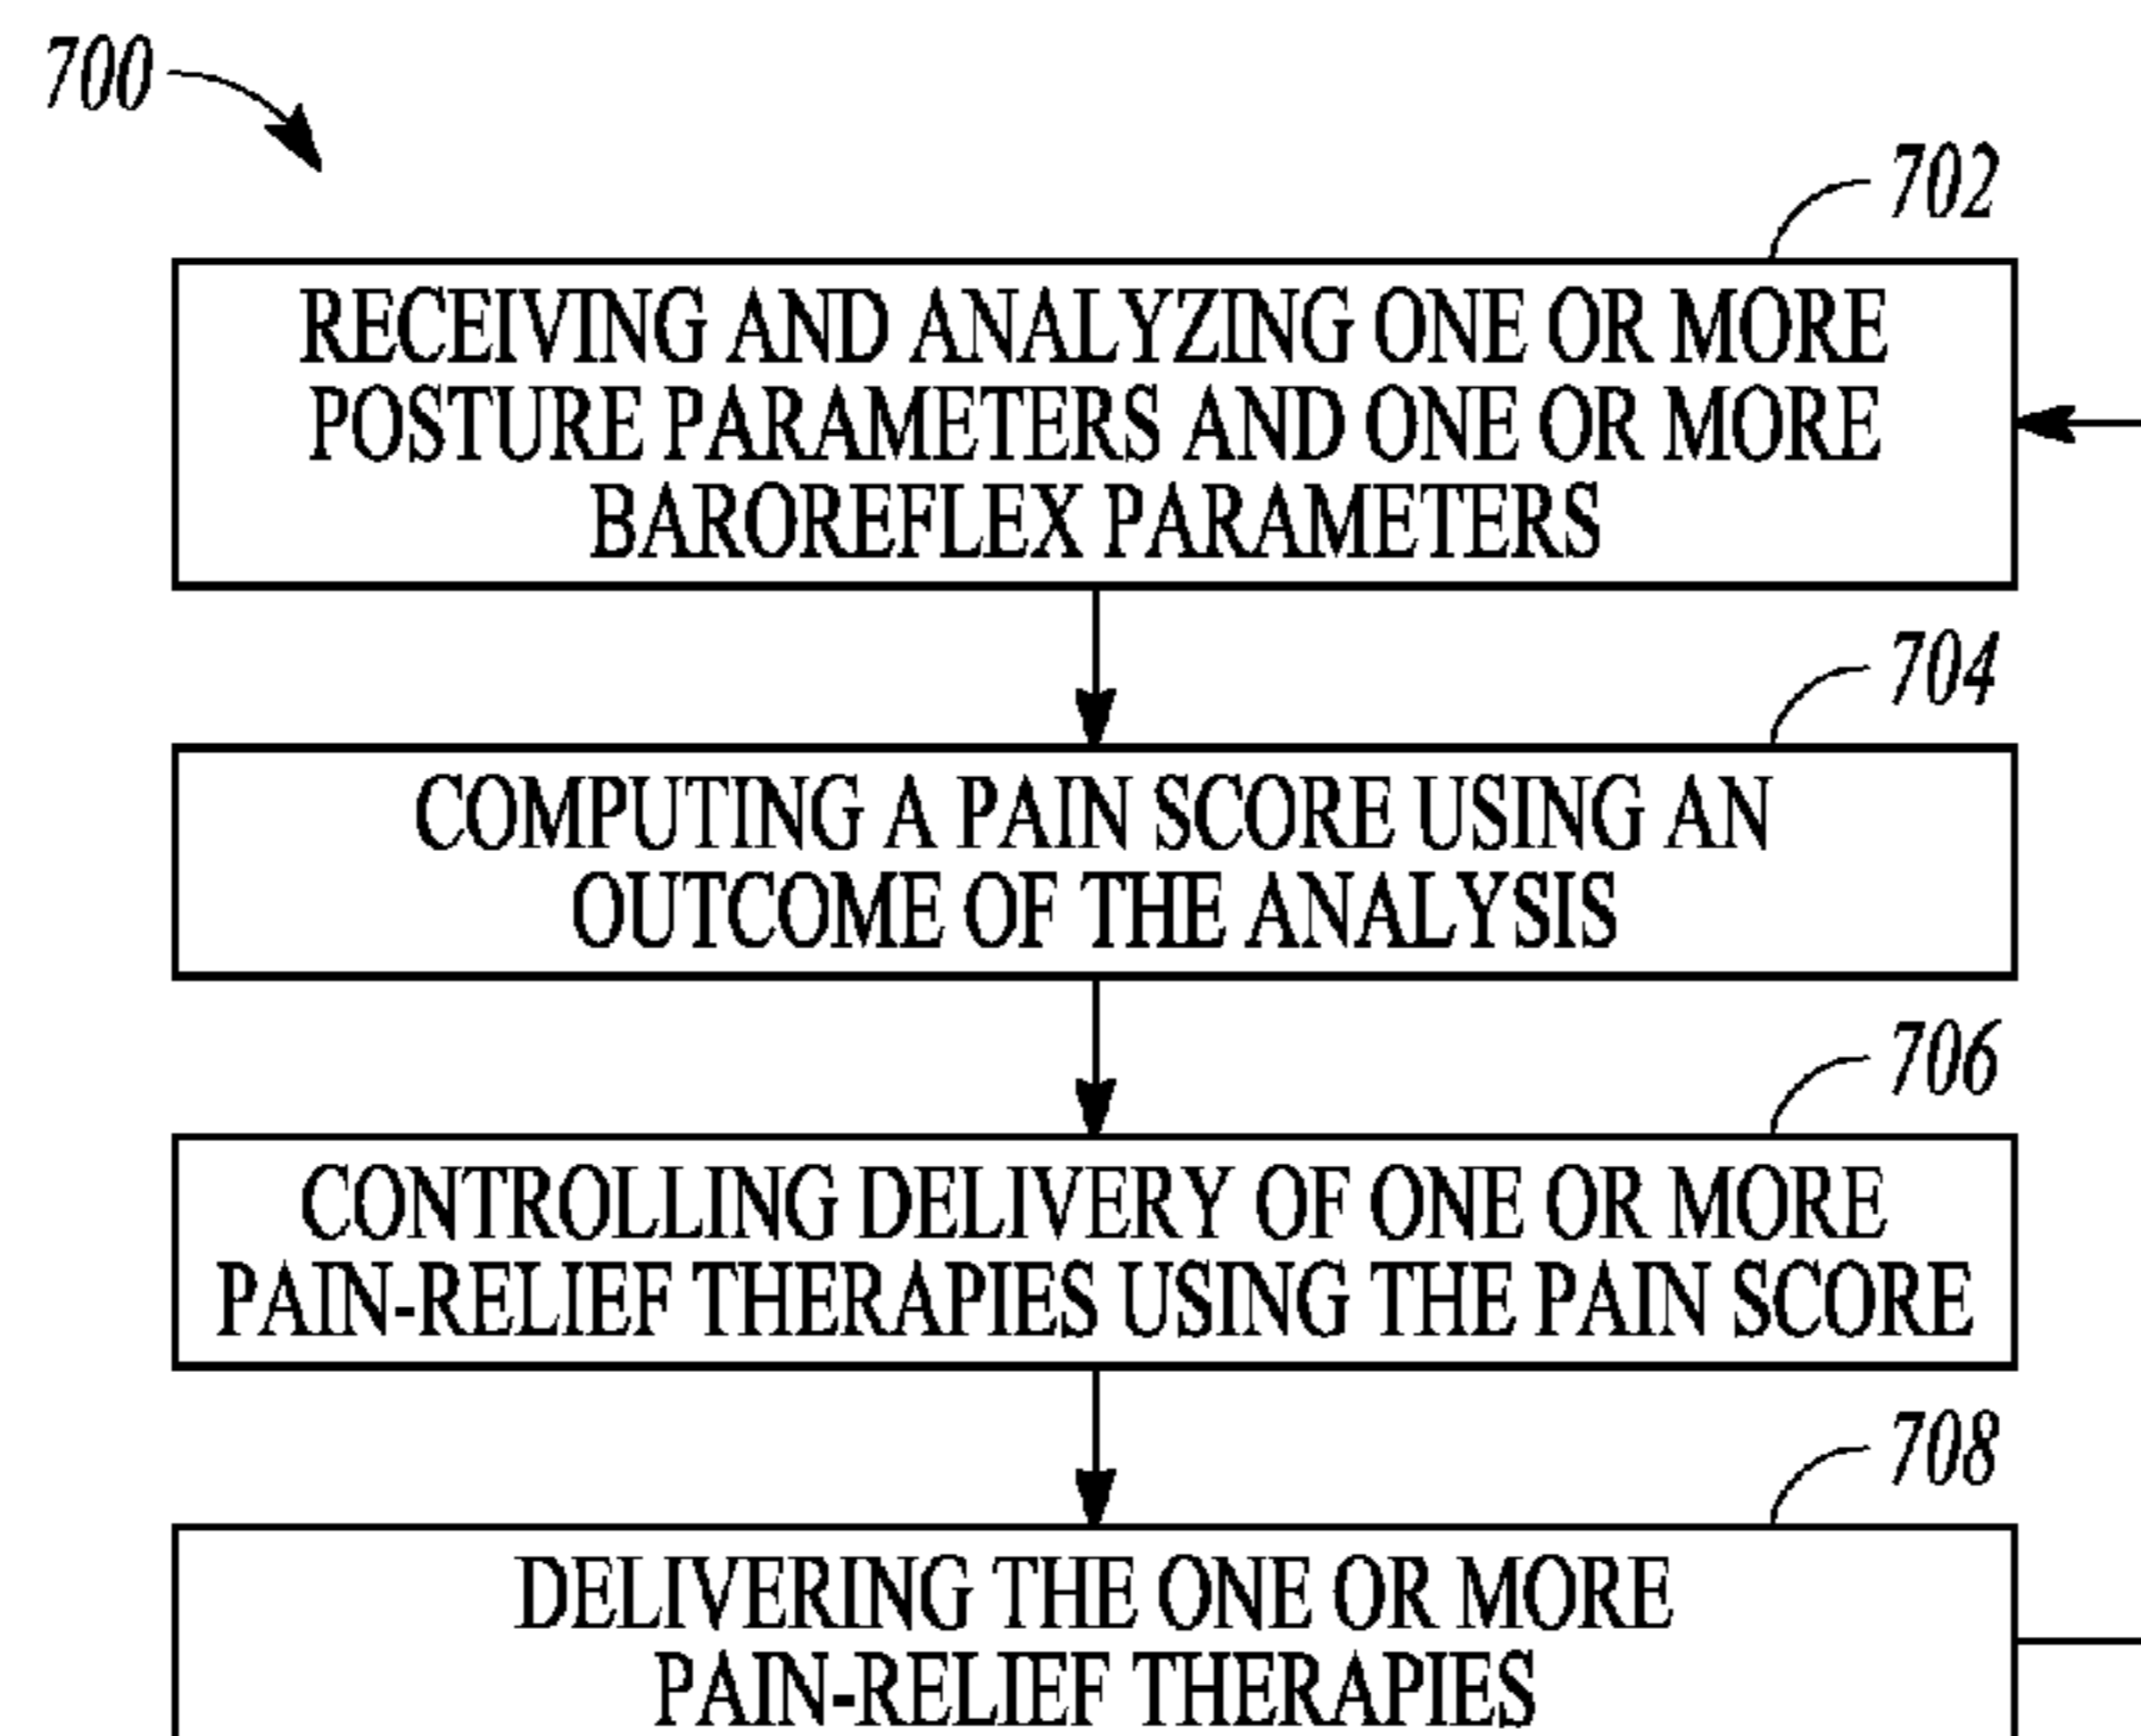 700
702
RECEIVING AND ANALYZING ONE OR MORE
POSTURE PARAMETERS AND ONE OR MORE
BAROREFLEX PARAMETERS
704
COMPUTING A PAIN SCORE USING AN
OUTCOME OF THE ANALYSIS
706
CONTROLLING DELIVERY OF ONE OR MORE
PAIN-RELIEF THERAPIES USING THE PAIN SCORE
708
DELIVERING THE ONE OR MORE
PAIN-RELIEF THERAPIES